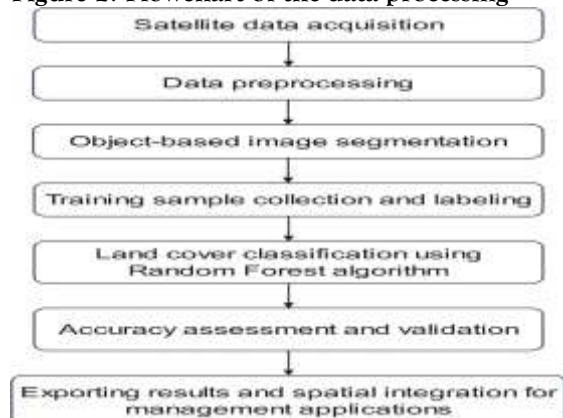 Figure 2. Flowchart of the data processing
Satellite data acquisition
Data preprocessing
Object-based image segmentation
Training sample collection and labeling
Land cover classification using
Random Forest algorithm
Accuracy assessment and validation
Exporting results and spatial integration for
management applications